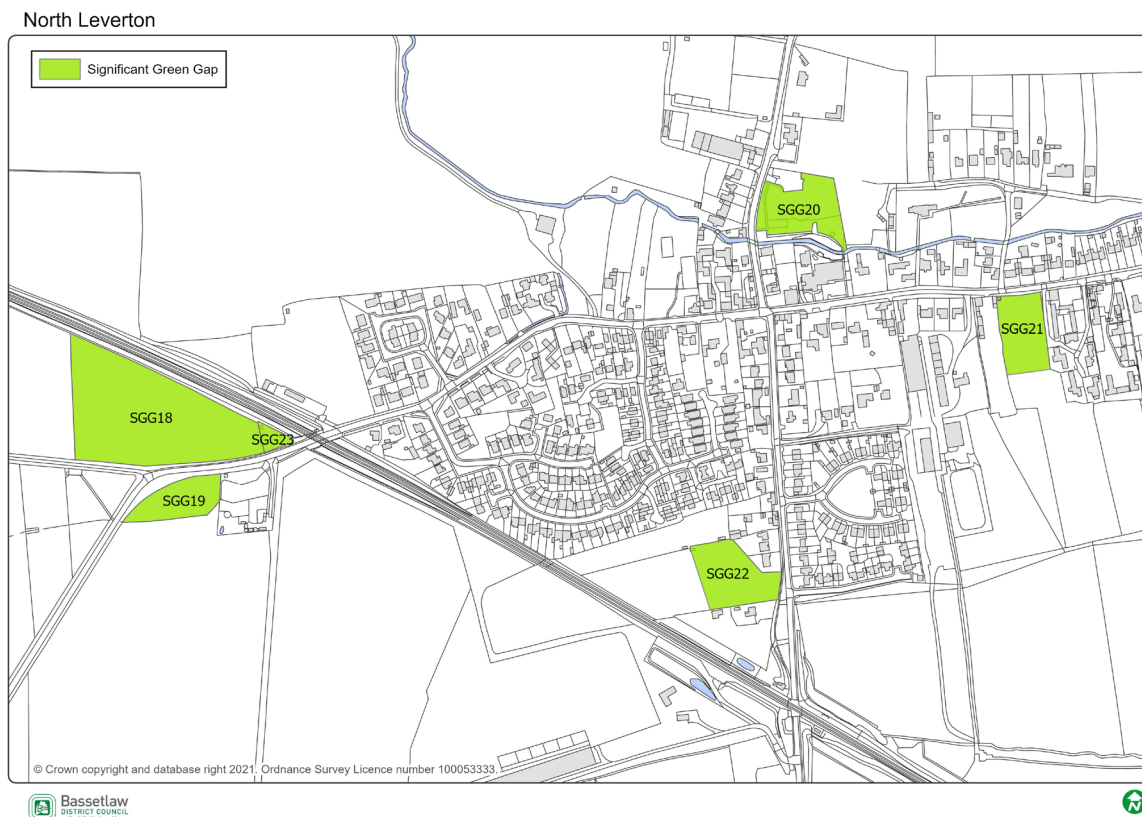 North Leverton
Significant Green Gap
SGG20
SGG21
SGG18
SGG23
SGG19
SGG22
© Crown copyright and database right 2021. Ordnance Survey Licence number 100053333.
Bassetlaw
DISTRICT COUNCIL
N